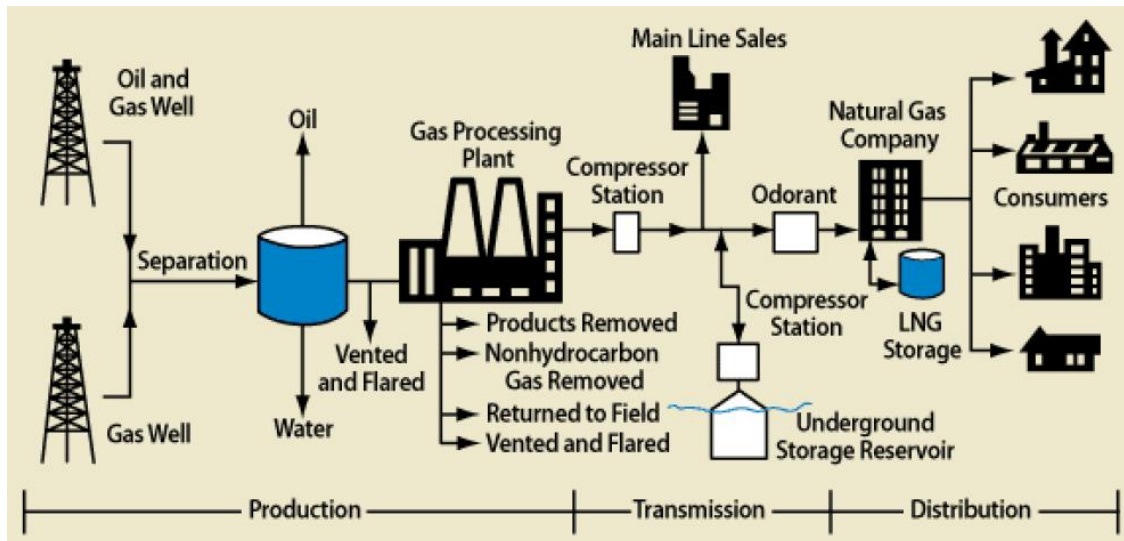 Main Line Sales
Oil and
Gas Well
Oil
Gas Processing
Plant
Compressor
Station
Odorant
Natural Gas
Company
Consumers
Separation
Vented
and Flared
Products Removed
Nonhydrocarbon
Gas Removed
Returned to Field
Vented and Flared
Compressor
Station
LNG
Storage
Gas Well
Water
Underground
Storage Reservoir
Production
Transmission
Distribution